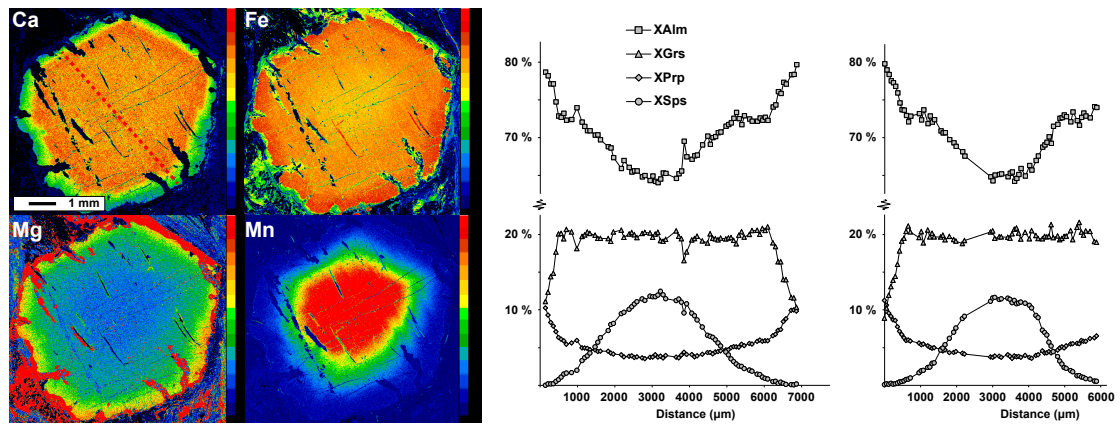 Ca
Fe
1 mm
Mg
Mn
XAlm
XGrs
XPrp
XSps
80 %
70 %
20 %
10 %
1000 2000 3000 4000 5000 6000 7000
Distance (µm)
80 %
70 %
20 %
10 %
1000 2000 3000 4000 5000 6000
Distance (µm)